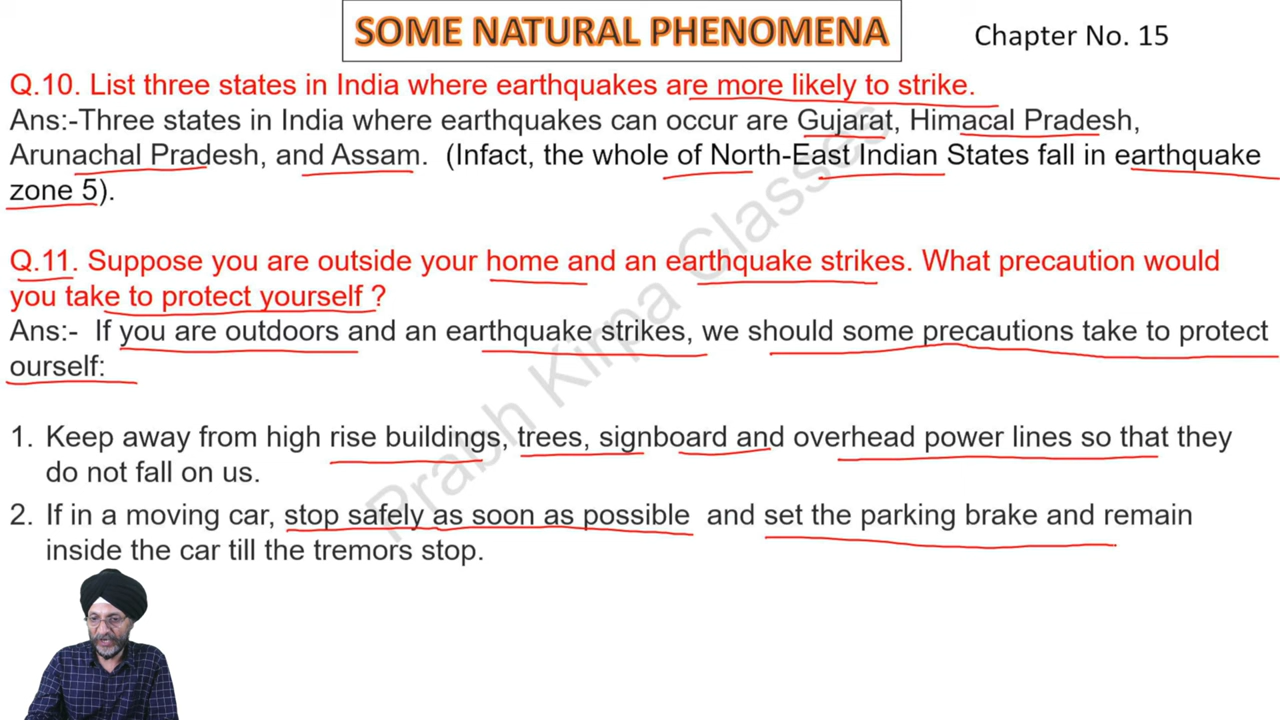 SOME NATURAL PHENOMENA
Chapter No. 15
Q.10. List three states in India where earthquakes are more likely to strike.
Ans:-Three states in India where earthquakes can occur are Gujarat, Himacal Pradesh,
Arunachal Pradesh, and Assam. (Infact, the whole of North-East Indian States fall in earthquake
zone 5).
Q.11. Suppose you are outside your home and an earthquake strikes. What precaution would
you take to protect yourself ?
Ans:- If you are outdoors and an earthquake strikes, we should some precautions take to protect
ourself:
1. Keep away from high rise buildings, trees, signboard and overhead power lines so that they
do not fall on us.
2. If in a moving car, stop safely as soon as possible and set the parking brake and remain
inside the car till the tremors stop.
Prabh Kirpa Classes